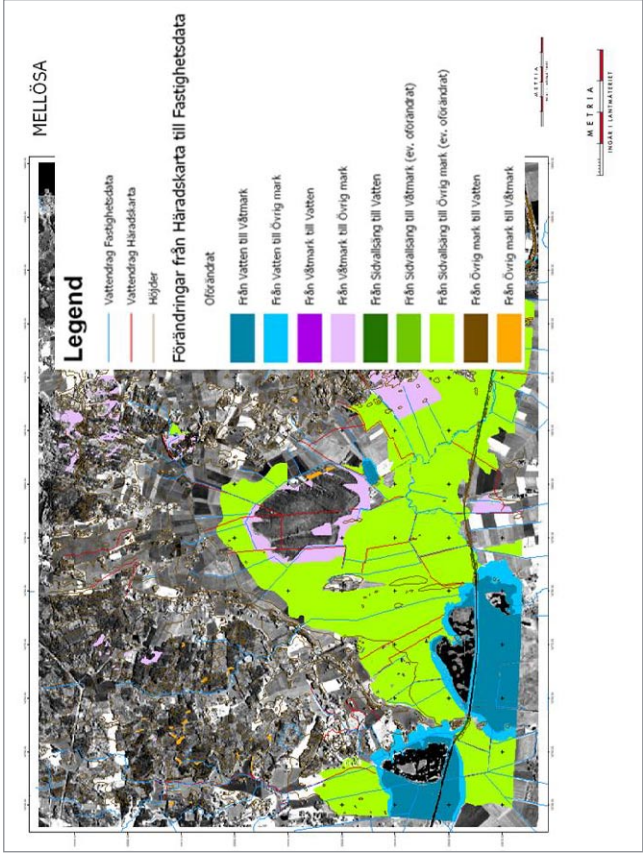 MELLÖSA
Legend
Vattendrag Fastighetsdata
Vattendrag Häradskarta
Höjder
Förändringar från Häradskarta till Fastighetsdata
Oförändrat
Från Vatten till Våtmark
Från Vatten till Övrig mark
Från Våtmark till Vatten
Från Våtmark till Övrig mark
Från Sidvallsäng till Vatten
Från Sidvallsäng till Våtmark (ev. oförändrat)
Från Sidvallsäng till Övrig mark (ev. oförändrat)
Från Övrig mark till Vatten
Från Övrig mark till Våtmark
METRIA
METRIA
INGÅR I LANTMÄTERIET